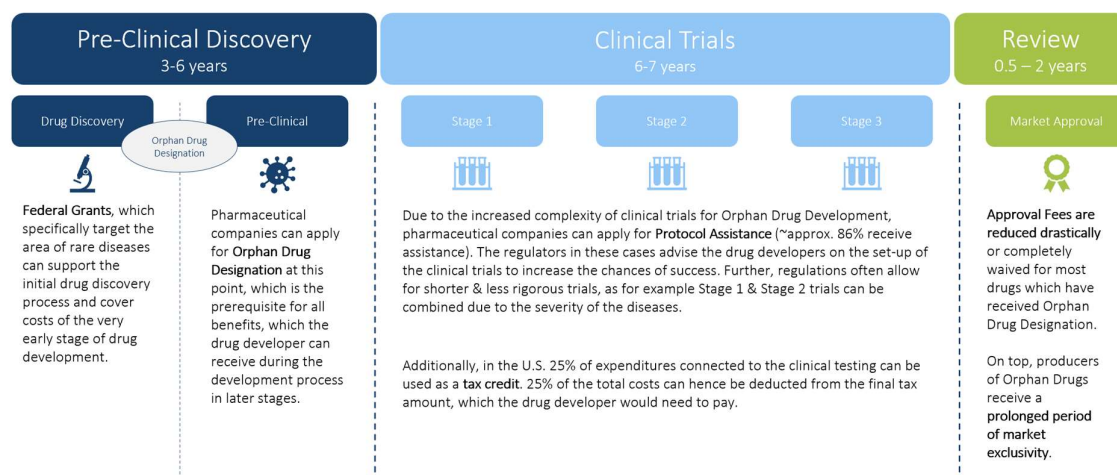 Pre-Clinical Discovery
3-6 years
Clinical Trials
6-7 years
Review
0.5 – 2 years
Drug Discovery
Orphan Drug
Designation
Pre-Clinical
Stage 1
Stage 2
Stage 3
Market Approval
Federal Grants, which
specifically target the
area of rare diseases
can support the
initial drug discovery
process and cover
costs of the very
early stage of drug
development.
Pharmaceutical
companies can apply
for Orphan Drug
Designation at this
point, which is the
prerequisite for all
benefits, which the
drug developer can
receive during the
development process
in later stages.
Due to the increased complexity of clinical trials for Orphan Drug Development,
pharmaceutical companies can apply for Protocol Assistance (~approx. 86% receive
assistance). The regulators in these cases advise the drug developers on the set-up of
the clinical trials to increase the chances of success. Further, regulations often allow
for shorter & less rigorous trials, as for example Stage 1 & Stage 2 trials can be
combined due to the severity of the diseases.
Additionally, in the U.S. 25% of expenditures connected to the clinical testing can be
used as a tax credit. 25% of the total costs can hence be deducted from the final tax
amount, which the drug developer would need to pay.
Approval Fees are
reduced drastically
or completely
waived for most
drugs which have
received Orphan
Drug Designation.
On top, producers
of Orphan Drugs
receive a
prolonged period
of market
exclusivity.